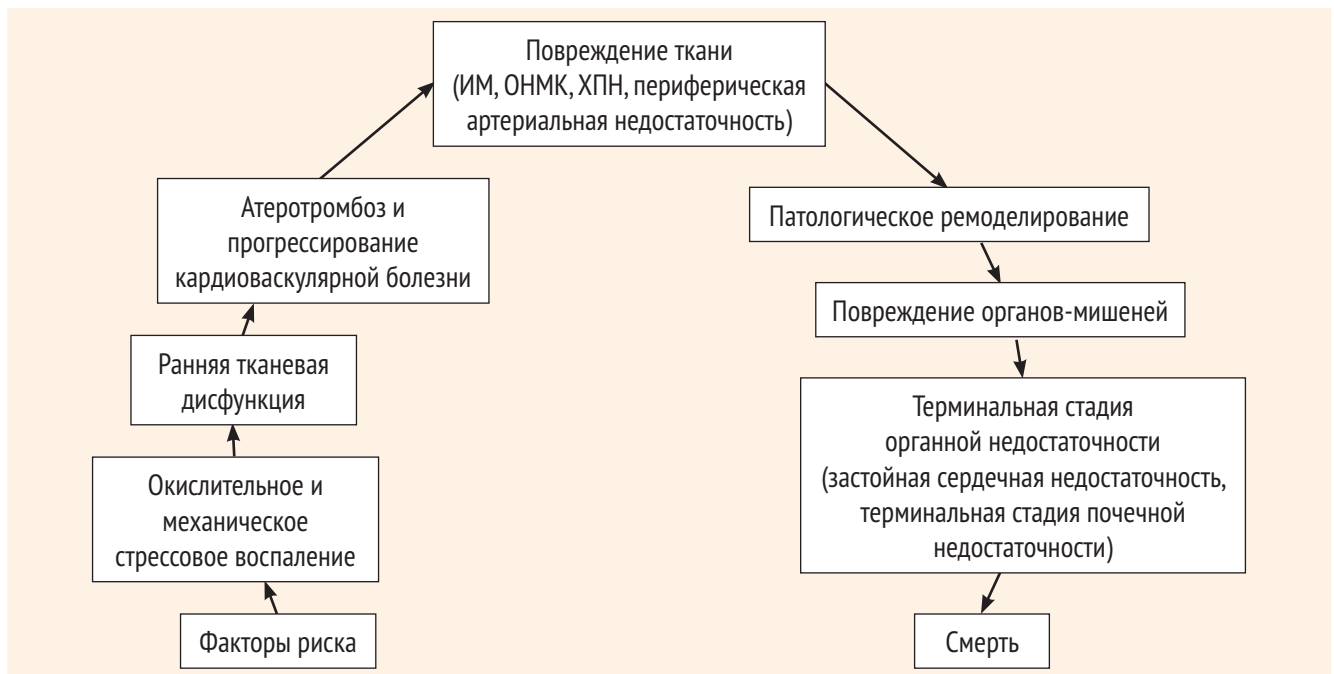 Повреждение ткани
(ИМ, ОНМК, ХПН, периферическая
артериальная недостаточность)
Атеротромбоз и
прогрессирование
кардиоваскулярной болезни
Ранняя тканевая
дисфункция
Окислительное и
механическое
стрессовое воспаление
Факторы риска
Патологическое ремоделирование
Повреждение органов-мишеней
Терминальная стадия
органной недостаточности
(застойная сердечная недостаточность,
терминальная стадия почечной
недостаточности)
Смерть